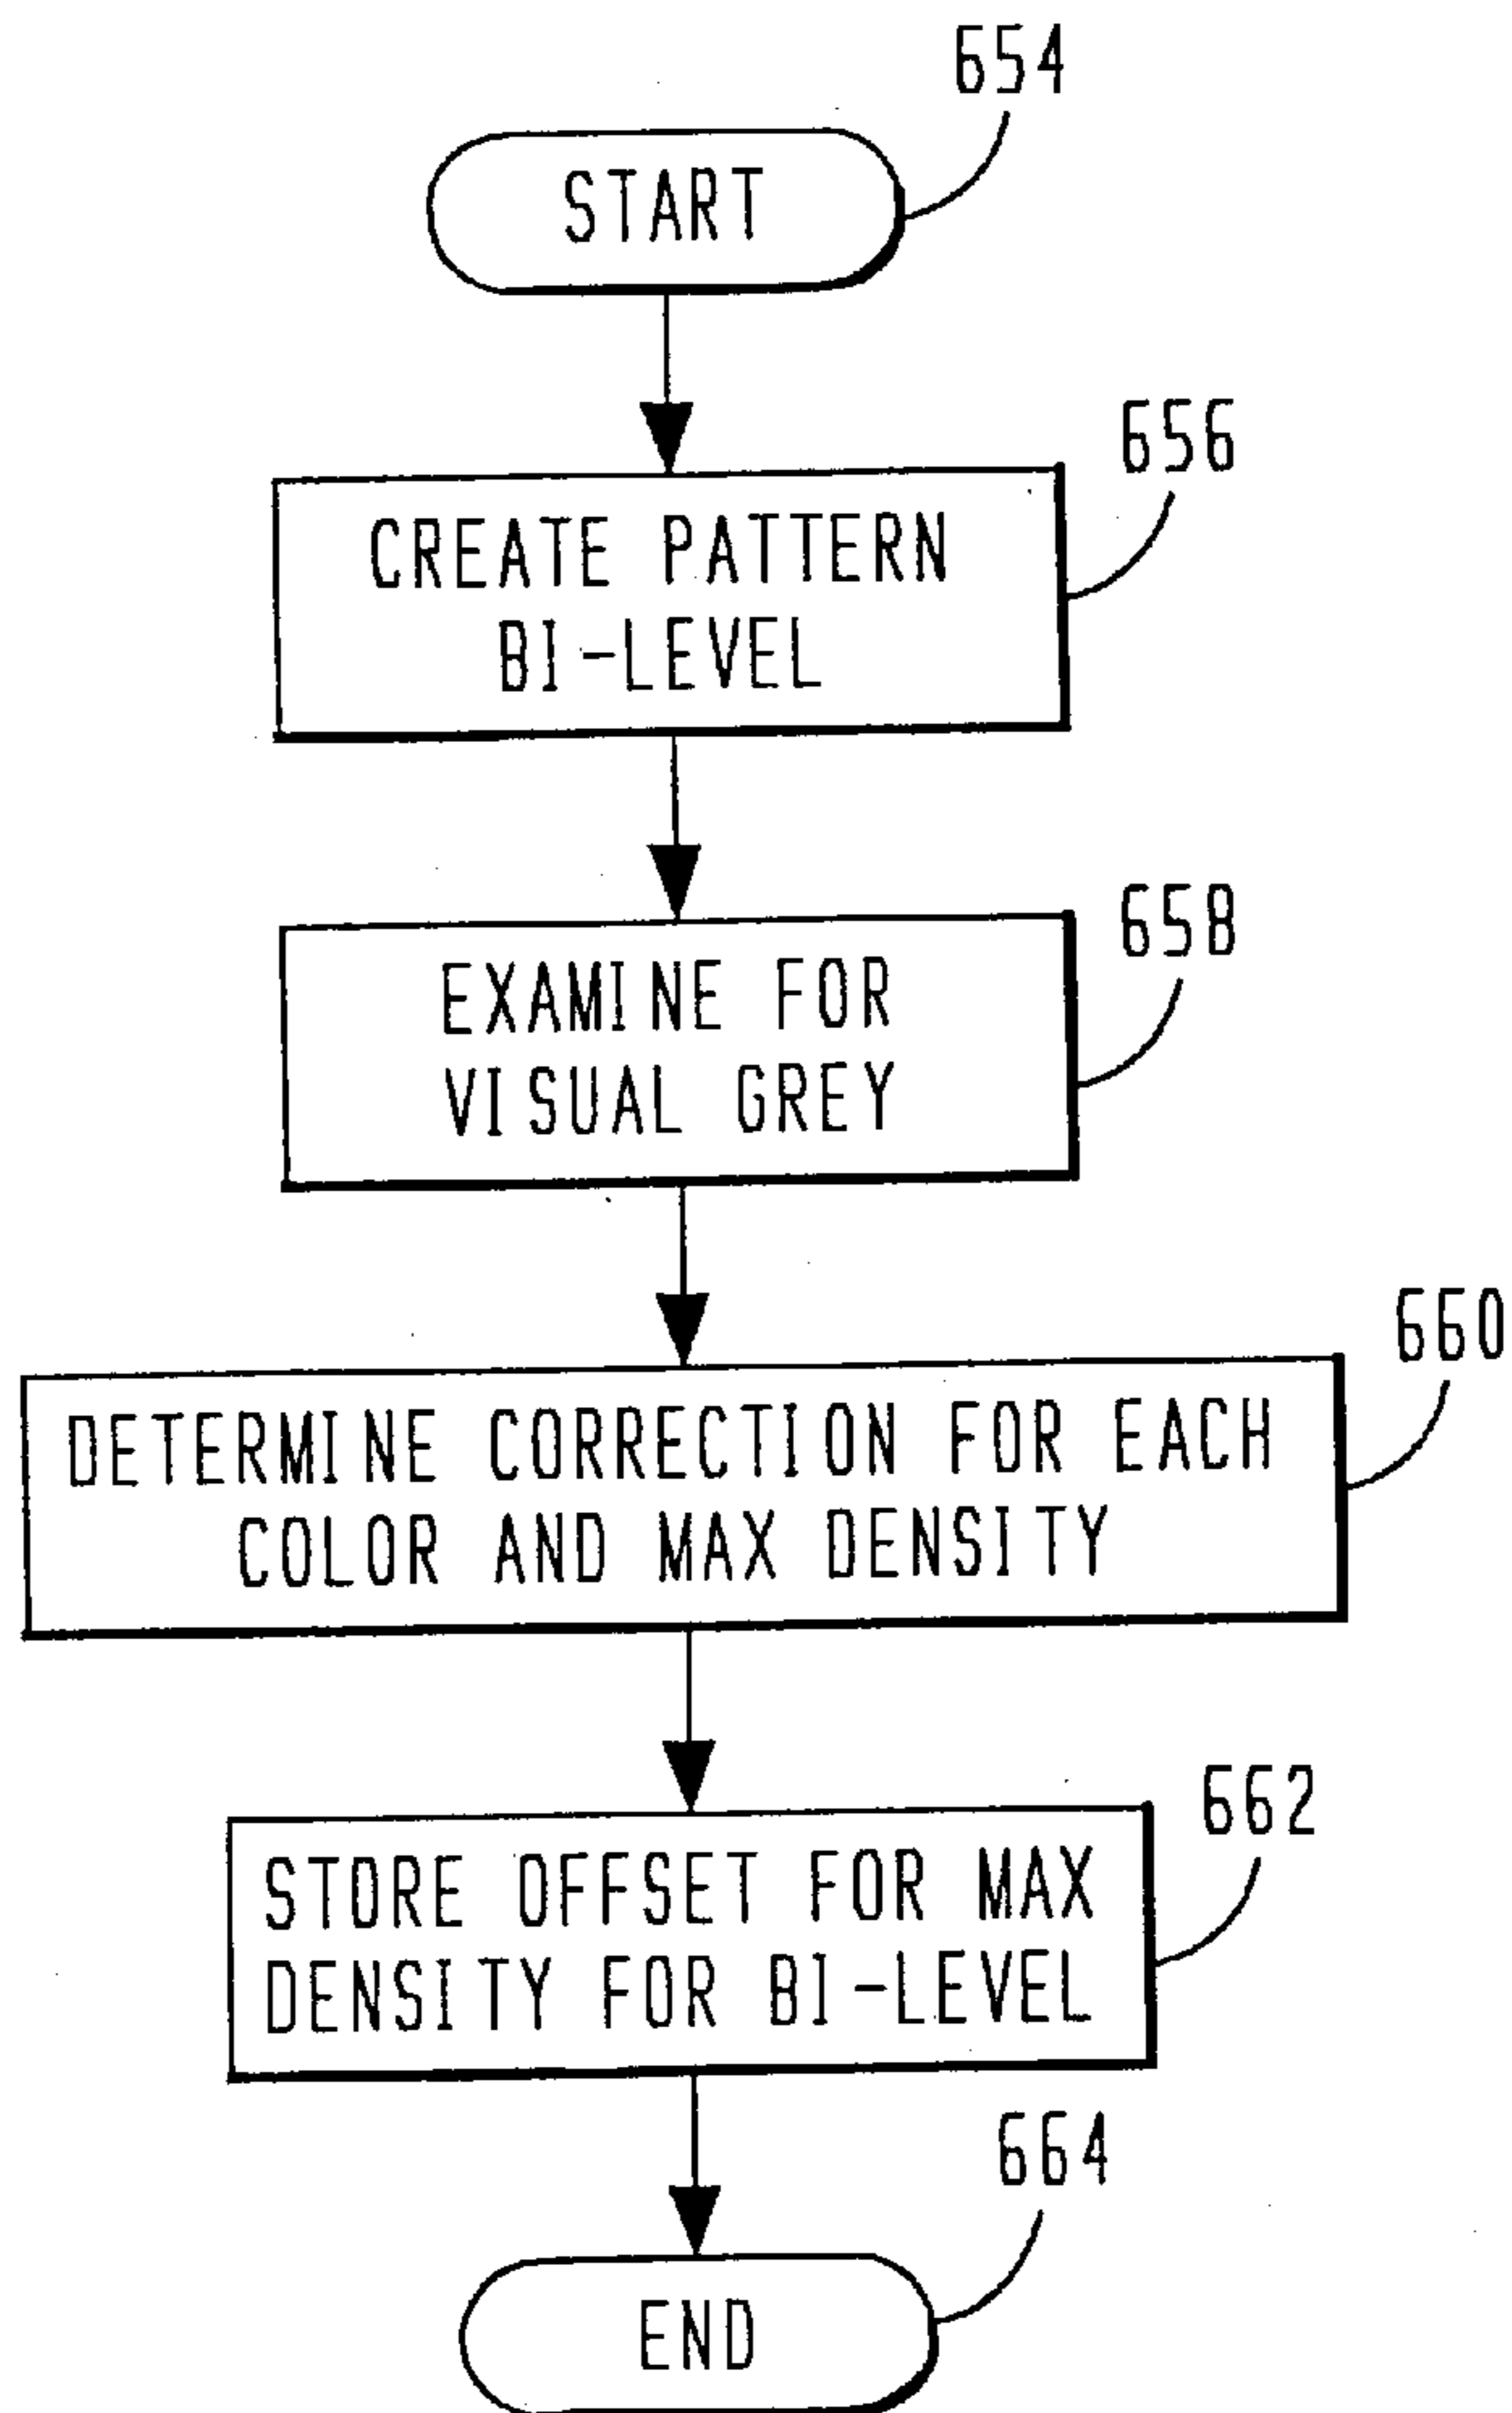 654
START
656
CREATE PATTERN
BI-LEVEL
658
EXAMINE FOR
VISUAL GREY
660
DETERMINE CORRECTION FOR EACH
COLOR AND MAX DENSITY
662
STORE OFFSET FOR MAX
DENSITY FOR BI-LEVEL
664
END